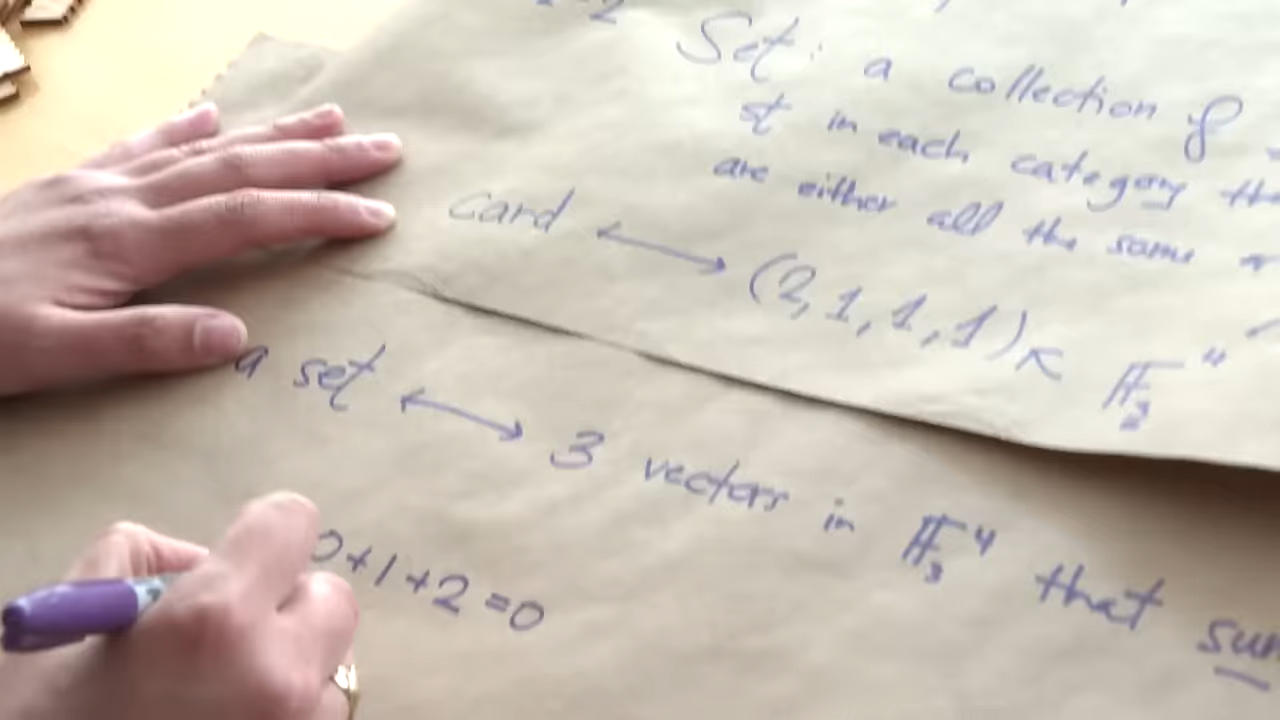 Set: a collection of
st in each category
are either all the same
card ↔ (2, 1, 1, 1) ∈ 𝔽₃⁴
a set ↔ 3 vectors in 𝔽₃⁴ that
0+1+2=0